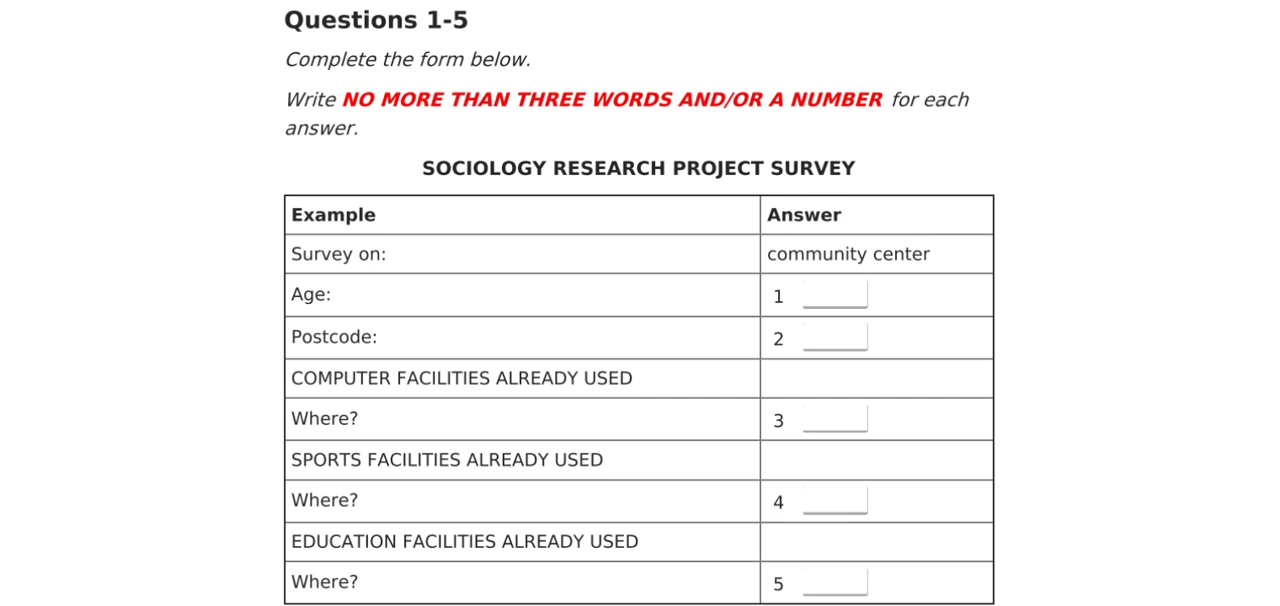 Questions 1-5
Complete the form below.
Write NO MORE THAN THREE WORDS AND/OR A NUMBER for each
answer.
SOCIOLOGY RESEARCH PROJECT SURVEY
Example Answer
Survey on: community center
Age: 1
Postcode: 2
COMPUTER FACILITIES ALREADY USED
Where? 3
SPORTS FACILITIES ALREADY USED
Where? 4
EDUCATION FACILITIES ALREADY USED
Where? 5